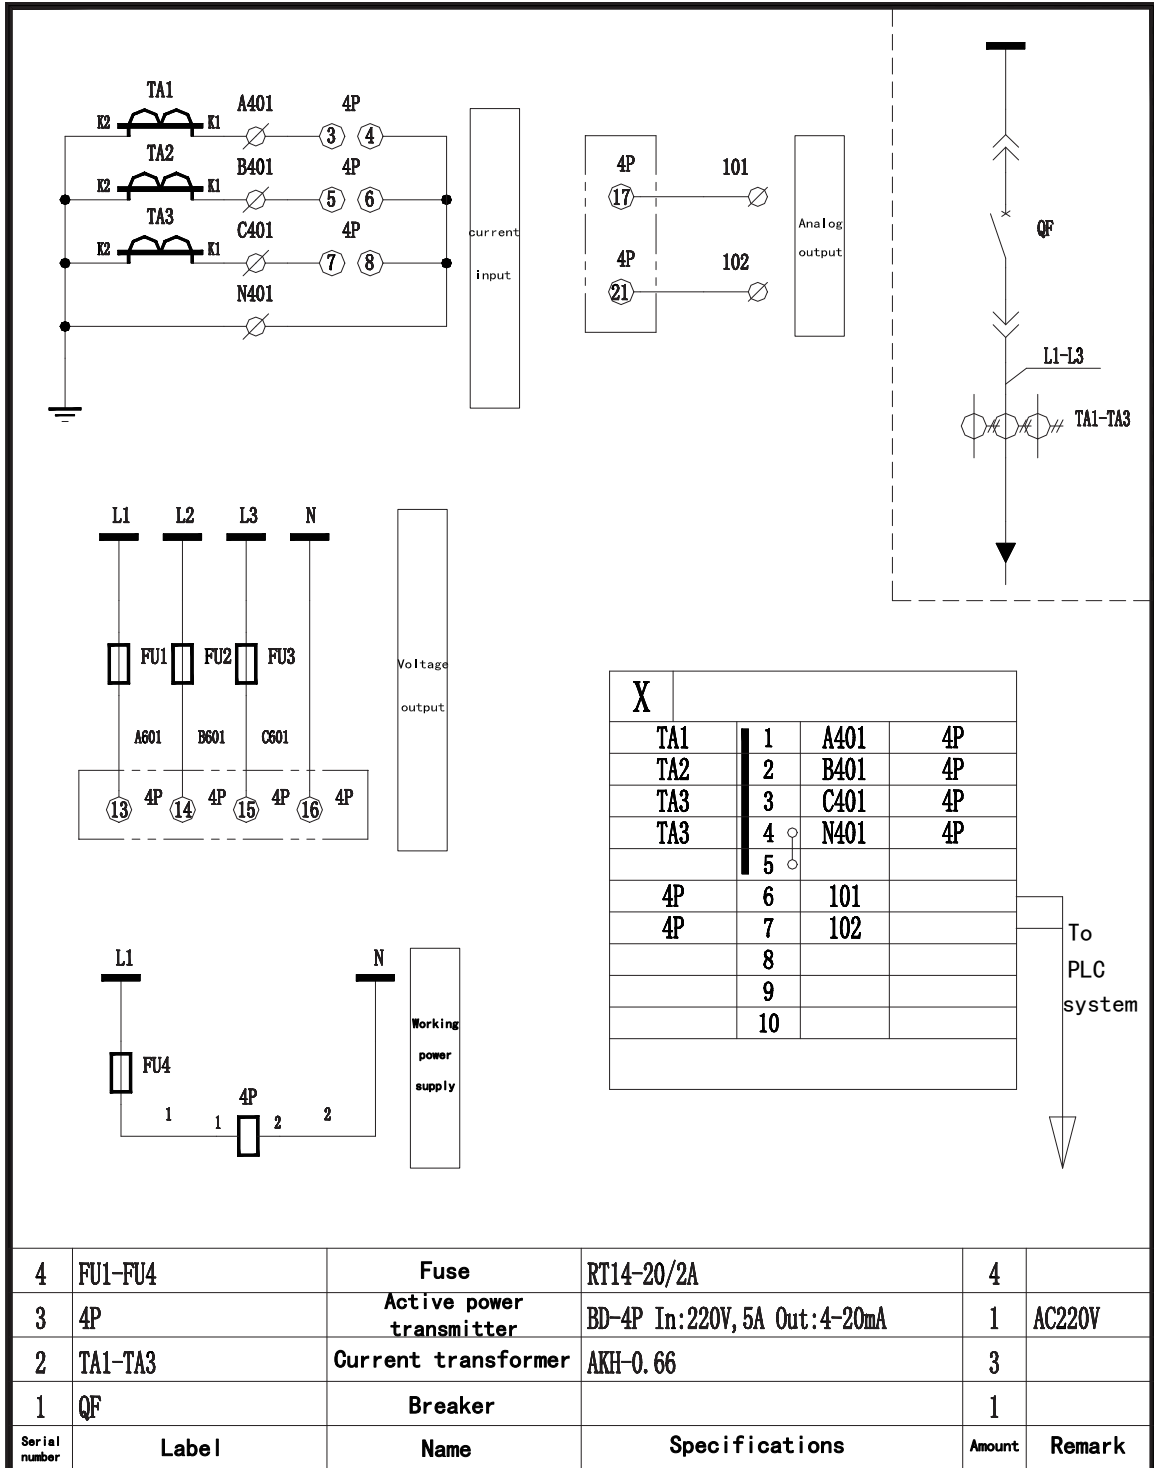 TA1
A401
4P
K2
K1
3
4
TA2
B401
4P
K2
K1
5
6
TA3
C401
4P
K2
K1
7
8
N401
current
input
4P
101
17
4P
102
21
Analog
output
QF
L1-L3
TA1-TA3
L1
L2
L3
N
FU1
FU2
FU3
A601
B601
C601
13
4P
14
4P
15
4P
16
4P
Voltage
output
L1
N
FU4
4P
1
1
2
2
Working
power
supply
X
TA1 1 A401 4P
TA2 2 B401 4P
TA3 3 C401 4P
TA3 4 N401 4P
5
4P 6 101
4P 7 102
8
9
10
To
PLC
system
4 FU1-FU4 Fuse RT14-20/2A 4
3 4P Active power transmitter BD-4P In:220V,5A Out:4-20mA 1 AC220V
2 TA1-TA3 Current transformer AKH-0.66 3
1 QF Breaker 1
Serial number Label Name Specifications Amount Remark